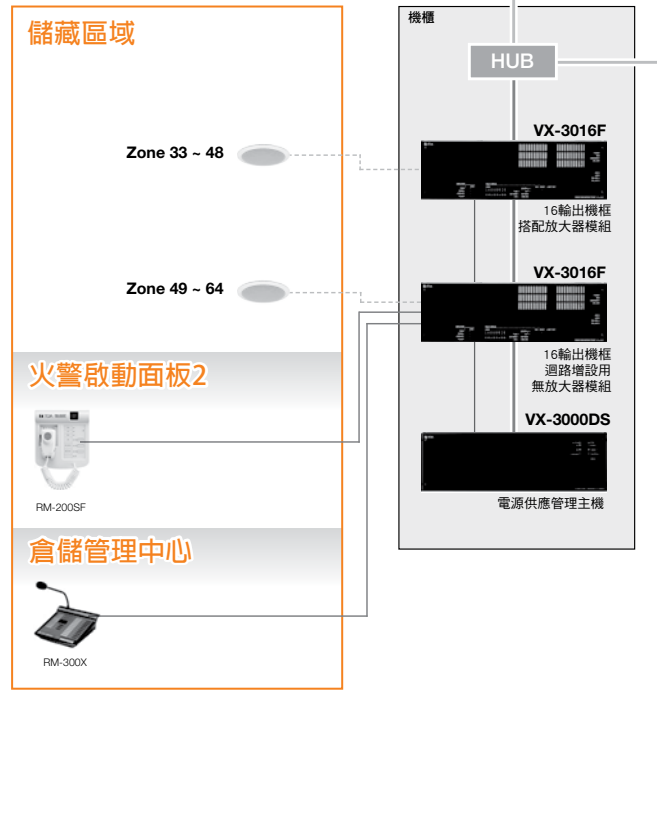 儲藏區域
Zone 33 ~ 48
Zone 49 ~ 64
火警啟動面板2
RM-200SF
倉儲管理中心
RM-300X
機櫃
HUB
VX-3016F
16輸出機框
搭配放大器模組
VX-3016F
16輸出機框
迴路增設用
無放大器模組
VX-3000DS
電源供應管理主機